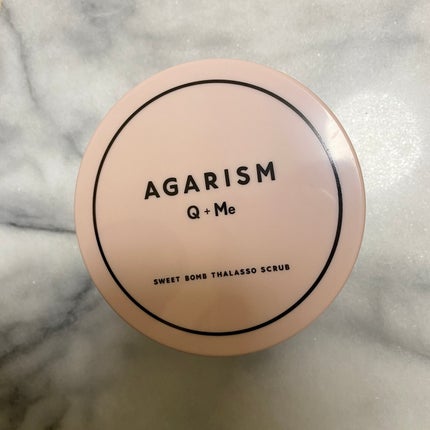 AGARISM
Q + Me
SWEET BOMB THALASSO SCRUB